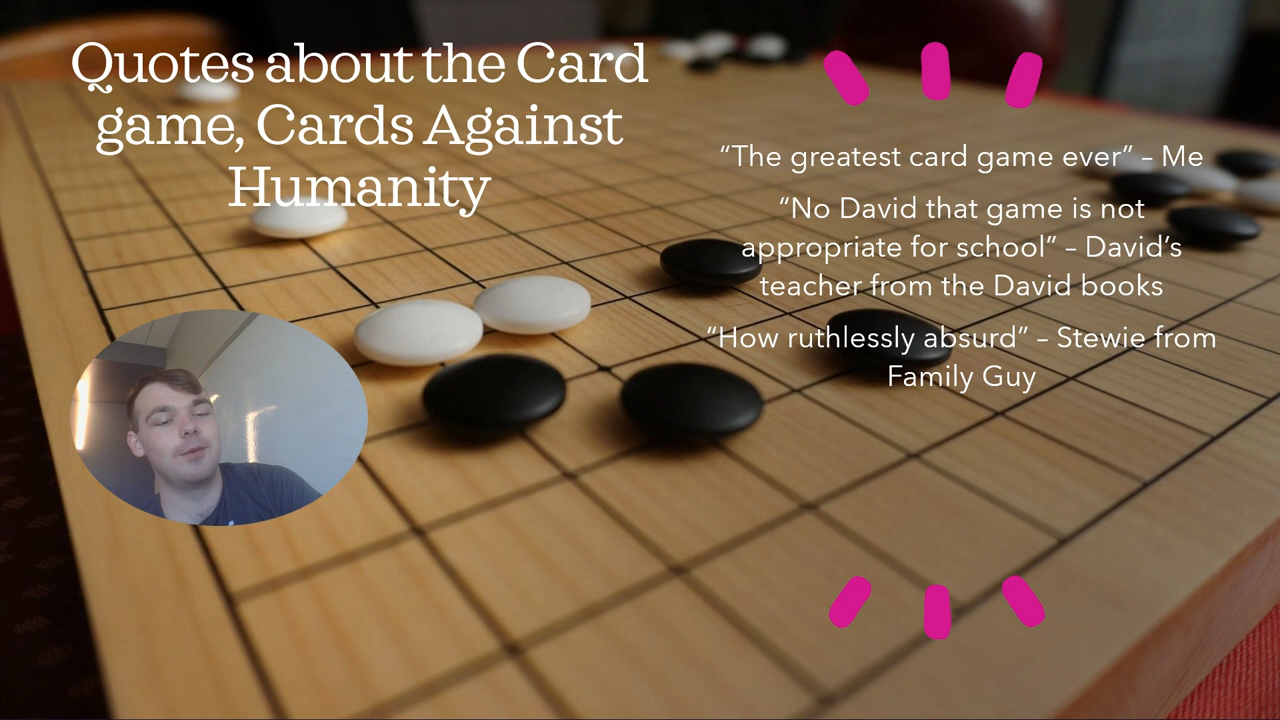 Quotes about the Card
game, Cards Against
Humanity
“The greatest card game ever” – Me
“No David that game is not
appropriate for school” – David’s
teacher from the David books
“How ruthlessly absurd” – Stewie from
Family Guy